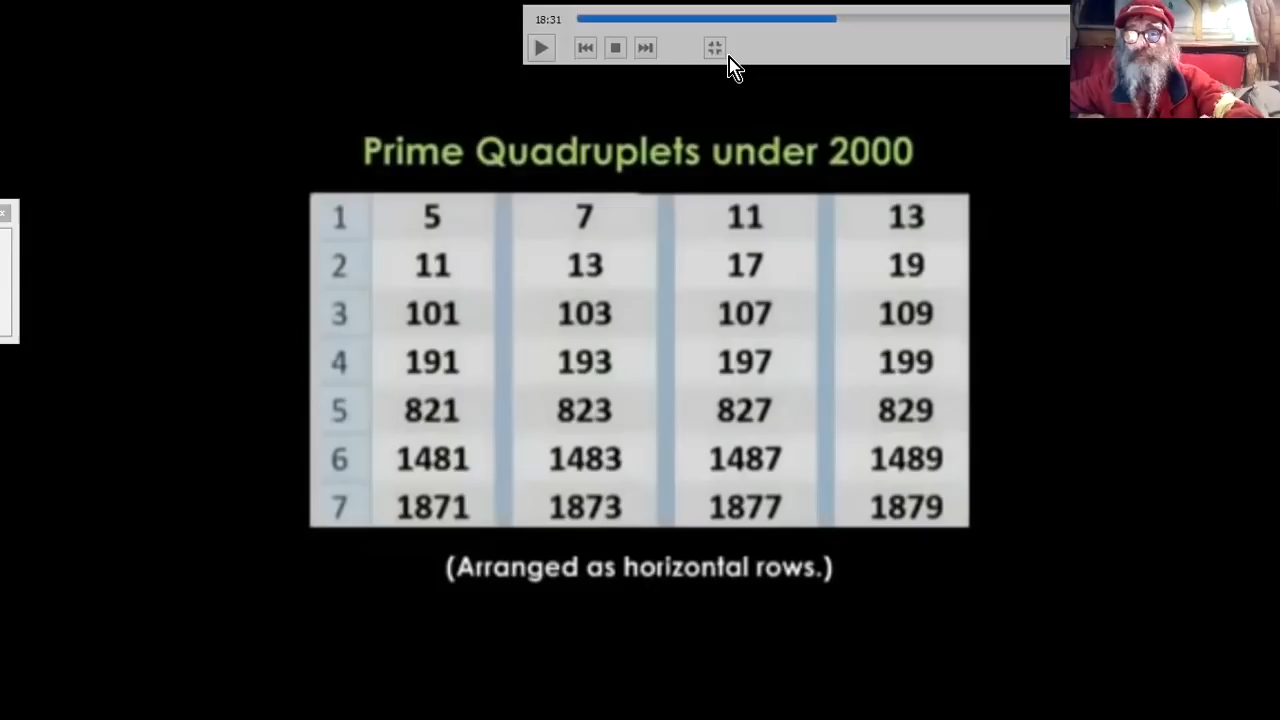 18:31
Prime Quadruplets under 2000
1 5 7 11 13
2 11 13 17 19
3 101 103 107 109
4 191 193 197 199
5 821 823 827 829
6 1481 1483 1487 1489
7 1871 1873 1877 1879
(Arranged as horizontal rows.)